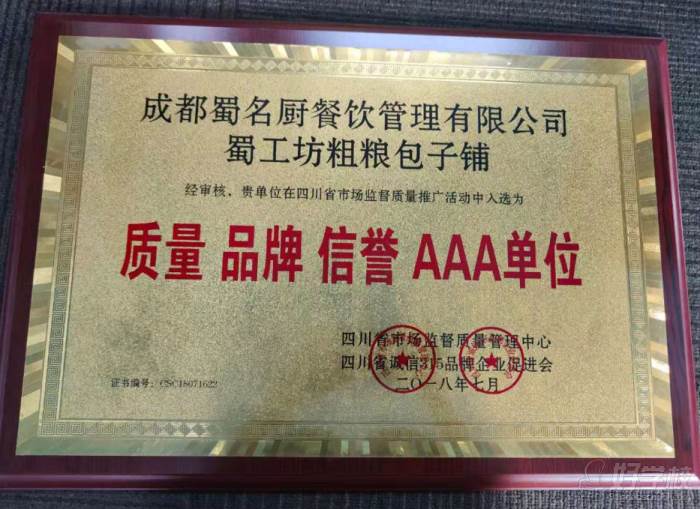 成都蜀名厨餐饮管理有限公司
蜀工坊粗粮包子铺
经审核，贵单位在四川省市场监督质量推广活动中入选为
质量 品牌 信誉 AAA单位
四川省市场监督质量管理中心
四川省诚信315品牌企业促进会
二〇一八年七月
证书编号：CSC18071622
好学校